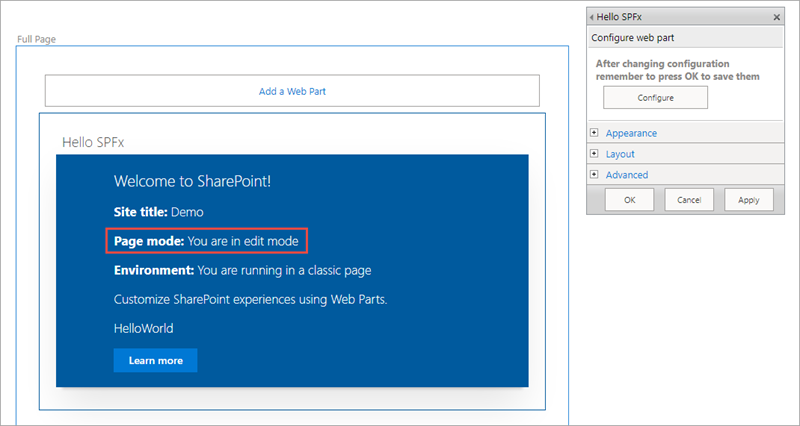 Full Page
Add a Web Part
Hello SPFx
Welcome to SharePoint!
Site title: Demo
Page mode: You are in edit mode
Environment: You are running in a classic page
Customize SharePoint experiences using Web Parts.
HelloWorld
Learn more
Hello SPFx
Configure web part
After changing configuration
remember to press OK to save them
Configure
Appearance
Layout
Advanced
OK Cancel Apply